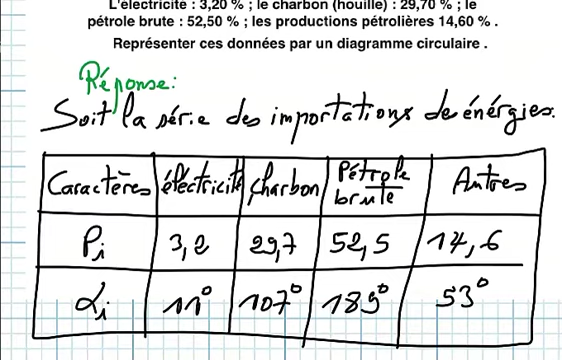 L'électricité : 3,20 % ; le charbon (houille) : 29,70 % ; le
pétrole brute : 52,50 % ; les productions pétrolières 14,60 % .
Représenter ces données par un diagramme circulaire .
Réponse:
Soit la série des importations de énérgies.
Caractères électricité charbon Pétrole brute Autres
Pi 3,2 29,7 52,5 14,6
αi 11° 107° 189° 53°